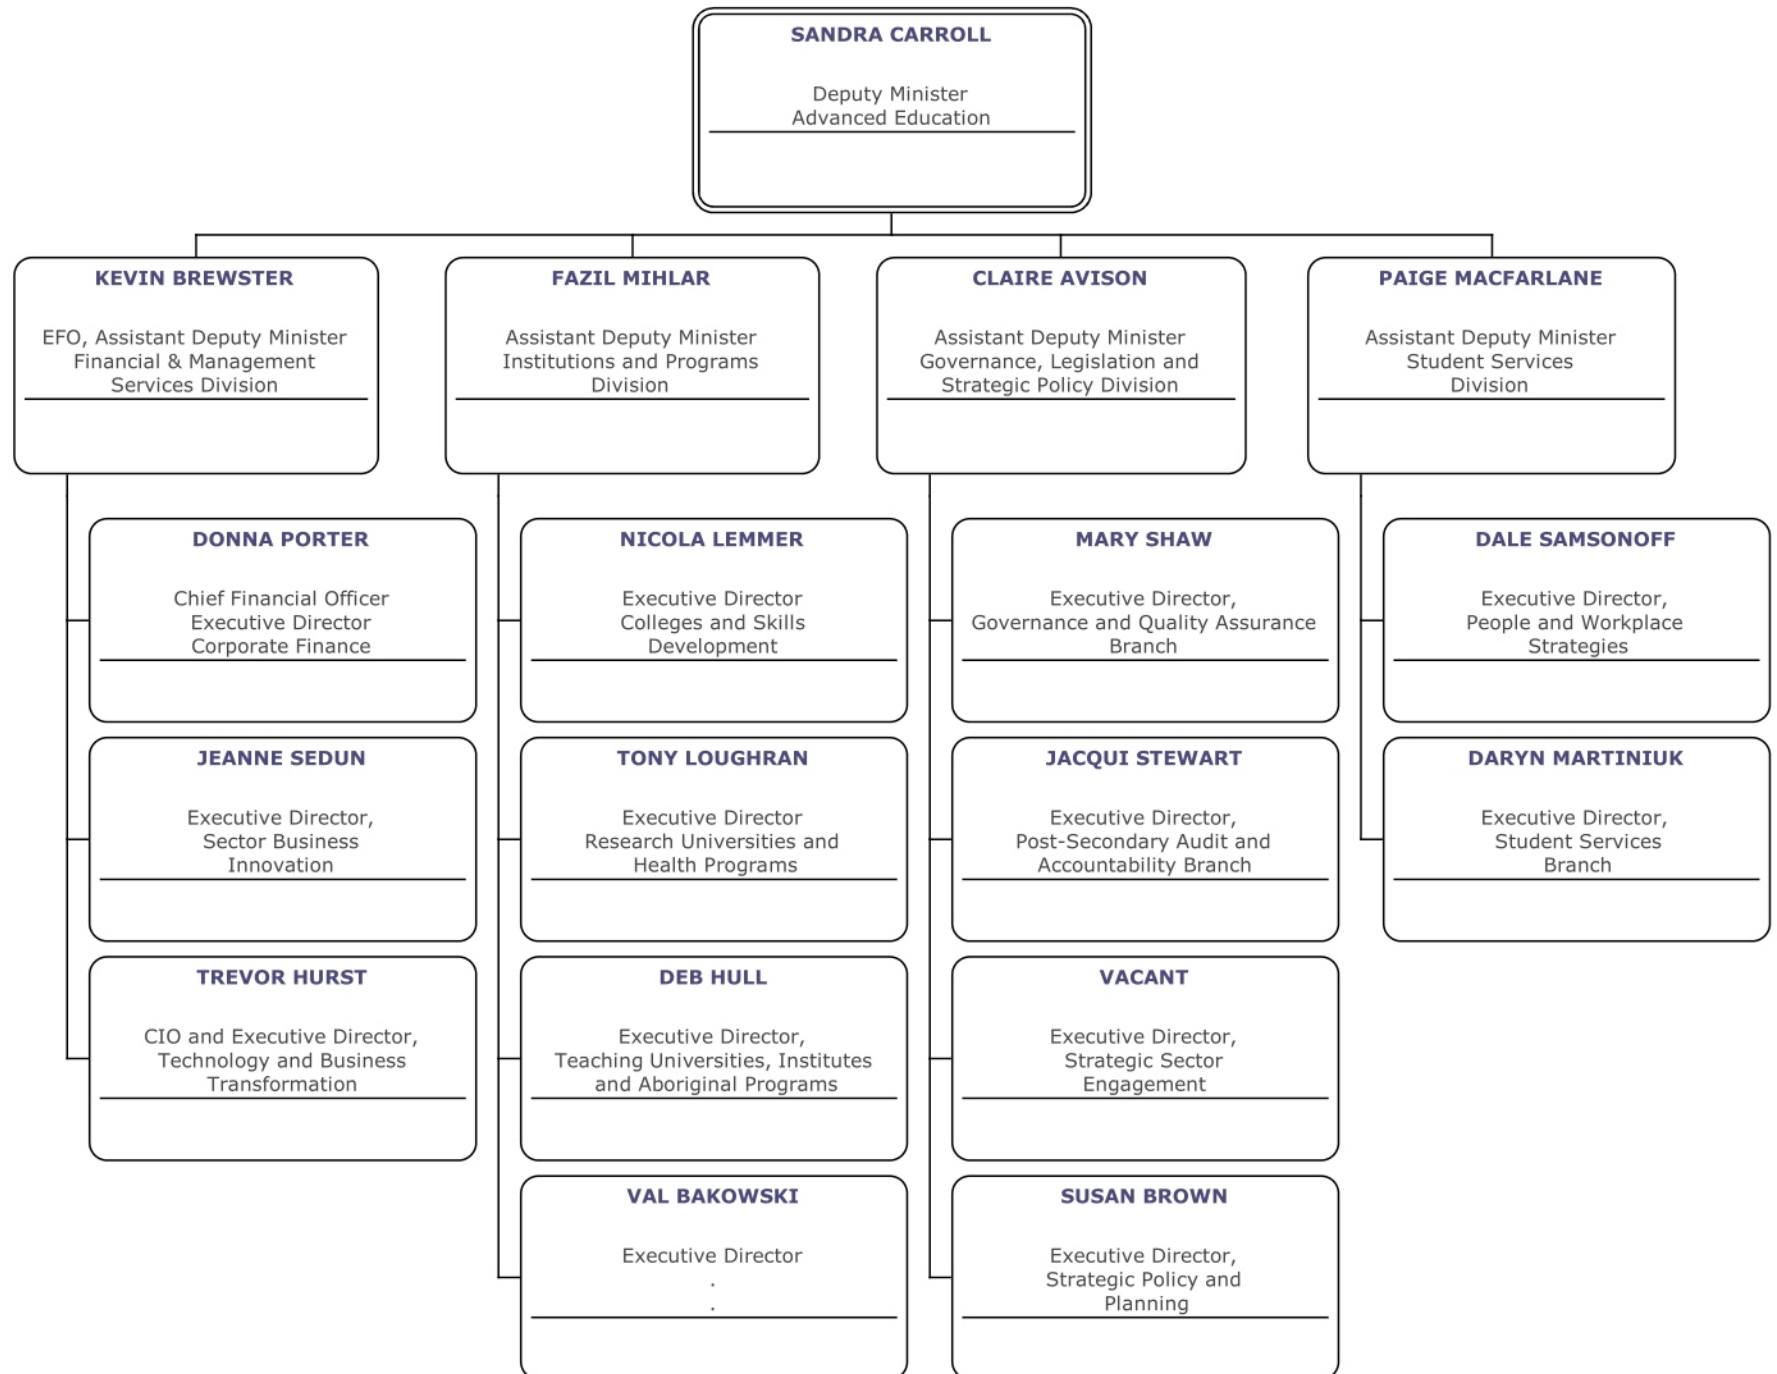 SANDRA CARROLL
Deputy Minister
Advanced Education
KEVIN BREWSTER
EFO, Assistant Deputy Minister
Financial & Management
Services Division
FAZIL MIHLAR
Assistant Deputy Minister
Institutions and Programs
Division
CLAIRE AVISON
Assistant Deputy Minister
Governance, Legislation and
Strategic Policy Division
PAIGE MACFARLANE
Assistant Deputy Minister
Student Services
Division
DONNA PORTER
Chief Financial Officer
Executive Director
Corporate Finance
NICOLA LEMMER
Executive Director
Colleges and Skills
Development
MARY SHAW
Executive Director,
Governance and Quality Assurance
Branch
DALE SAMSONOFF
Executive Director,
People and Workplace
Strategies
JEANNE SEDUN
Executive Director,
Sector Business
Innovation
TONY LOUGHRAN
Executive Director
Research Universities and
Health Programs
JACQUI STEWART
Executive Director,
Post-Secondary Audit and
Accountability Branch
DARYN MARTINIUK
Executive Director,
Student Services
Branch
TREVOR HURST
CIO and Executive Director,
Technology and Business
Transformation
DEB HULL
Executive Director,
Teaching Universities, Institutes
and Aboriginal Programs
VACANT
Executive Director,
Strategic Sector
Engagement
VAL BAKOWSKI
Executive Director
.
.
SUSAN BROWN
Executive Director,
Strategic Policy and
Planning